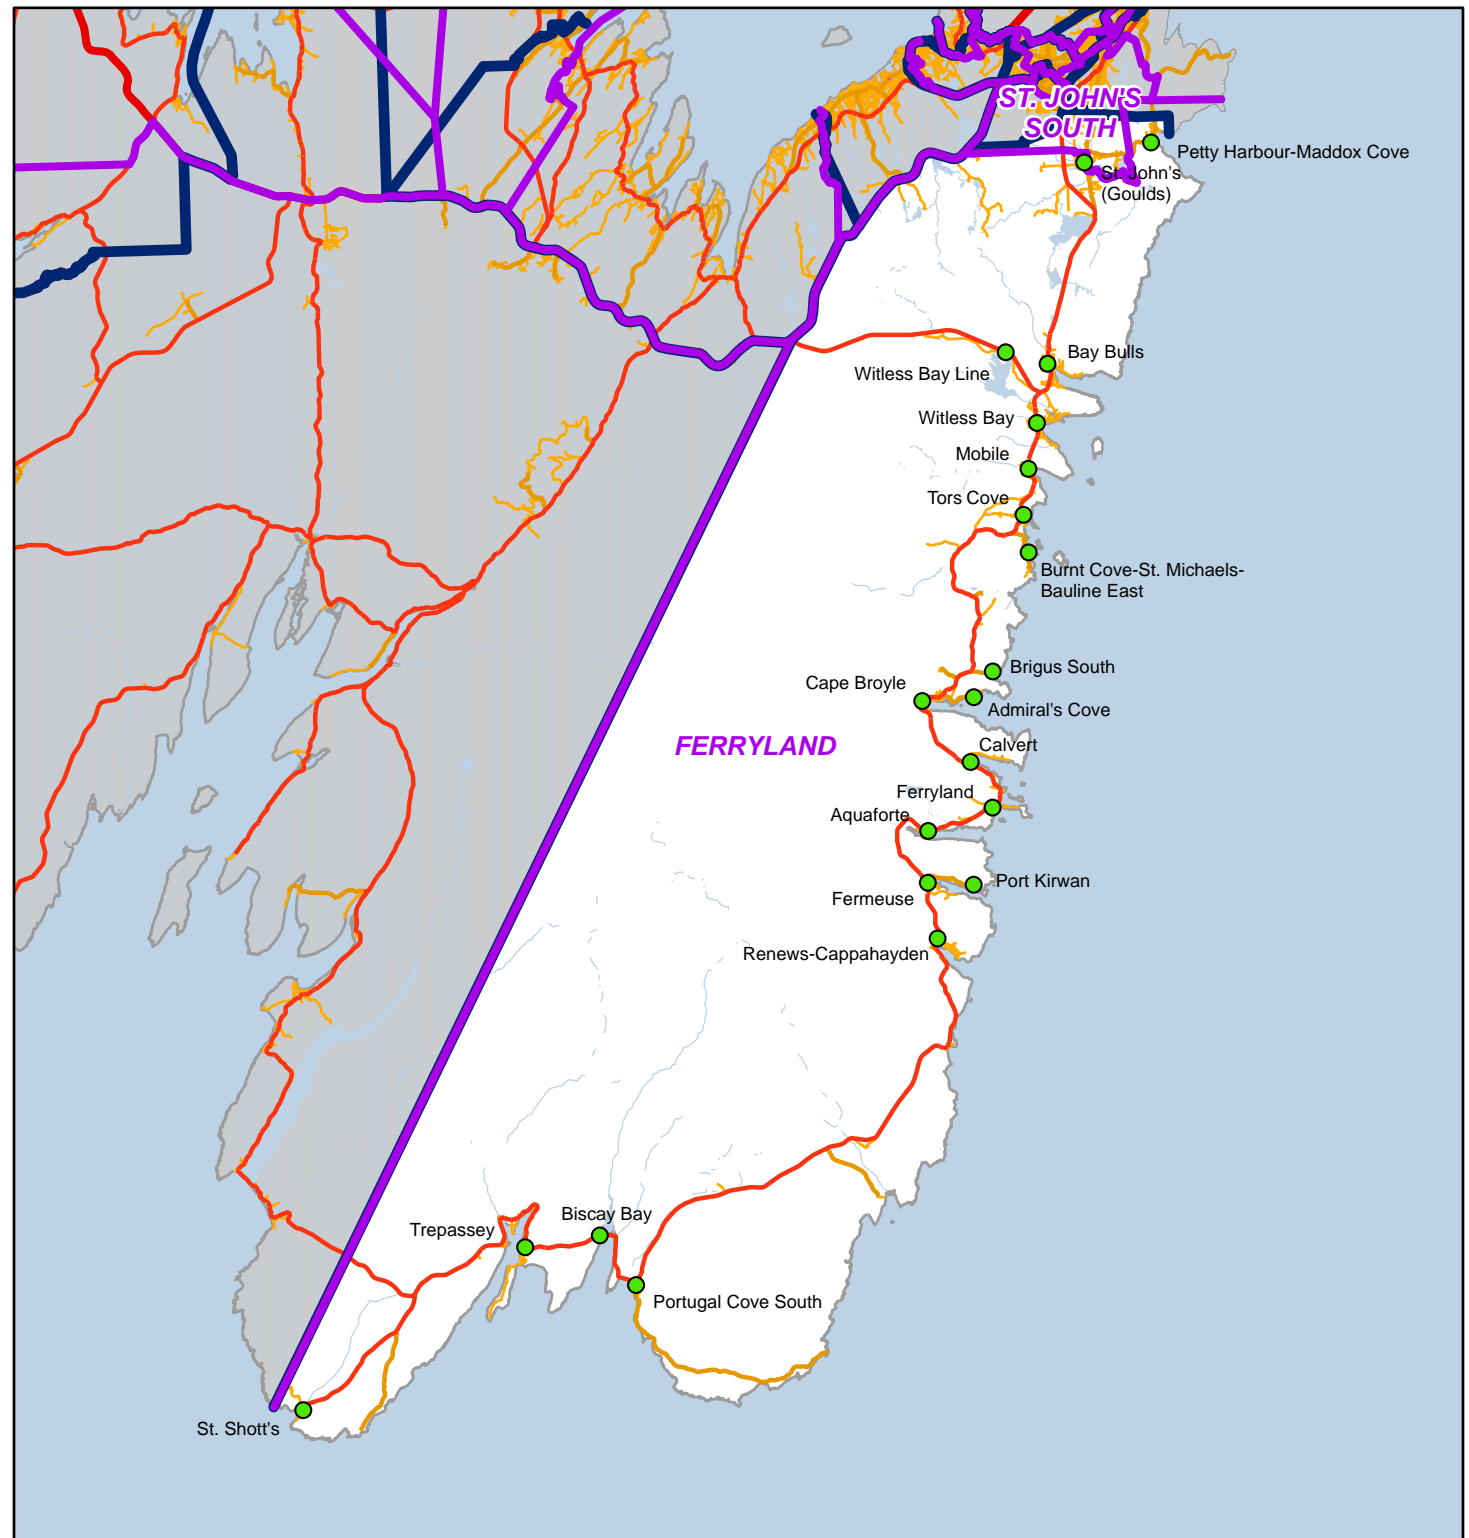 ST. JOHN'S
SOUTH
Petty Harbour-Maddox Cove
St. John's
(Goulds)
Bay Bulls
Witless Bay Line
Witless Bay
Mobile
Tors Cove
Burnt Cove-St. Michaels-
Bauline East
Brigus South
Cape Broyle
Admiral's Cove
FERRYLAND
Calvert
Ferryland
Aquaforte
Port Kirwan
Fermeuse
Renews-Cappahayden
Biscay Bay
Trepassey
Portugal Cove South
St. Shott's